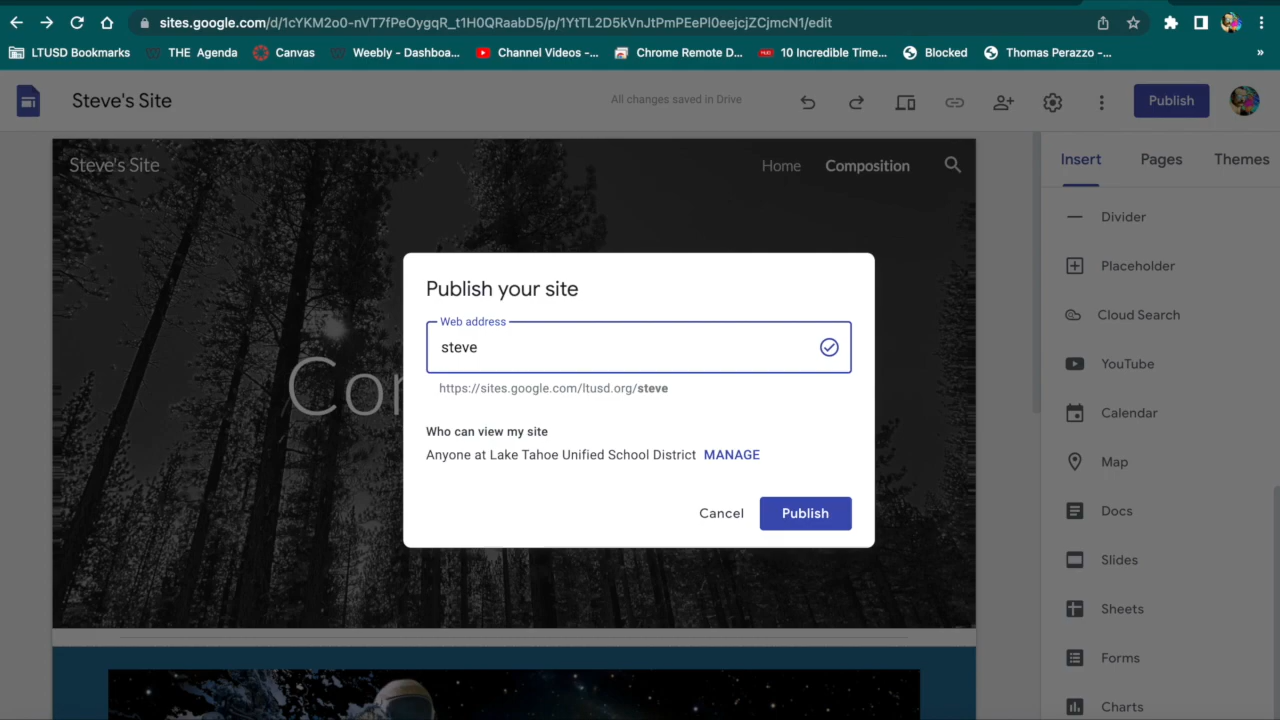 sites.google.com/d/1cYKM2o0-nVT7fPeOygqR_t1H0QRaabD5/p/1YtTL2D5kVnJtPmPEePl0eejcjZCjmcN1/edit
LTUSD Bookmarks THE Agenda Canvas Weebly - Dashboa... Channel Videos -... Chrome Remote D... 10 Incredible Time... Blocked Thomas Perazzo -... »
Steve's Site All changes saved in Drive Publish
Steve's Site Home Composition
Insert Pages Themes
Divider
Placeholder
Cloud Search
YouTube
Calendar
Map
Docs
Slides
Sheets
Forms
Charts
Publish your site
Web address
steve
https://sites.google.com/ltusd.org/steve
Who can view my site
Anyone at Lake Tahoe Unified School District MANAGE
Cancel Publish